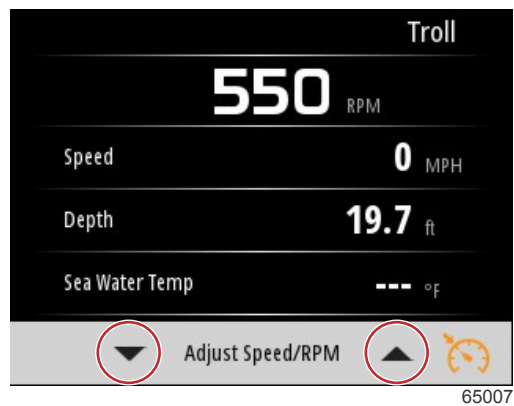 Troll
550 RPM
Speed 0 MPH
Depth 19.7 ft
Sea Water Temp --- °F
Adjust Speed/RPM
65007